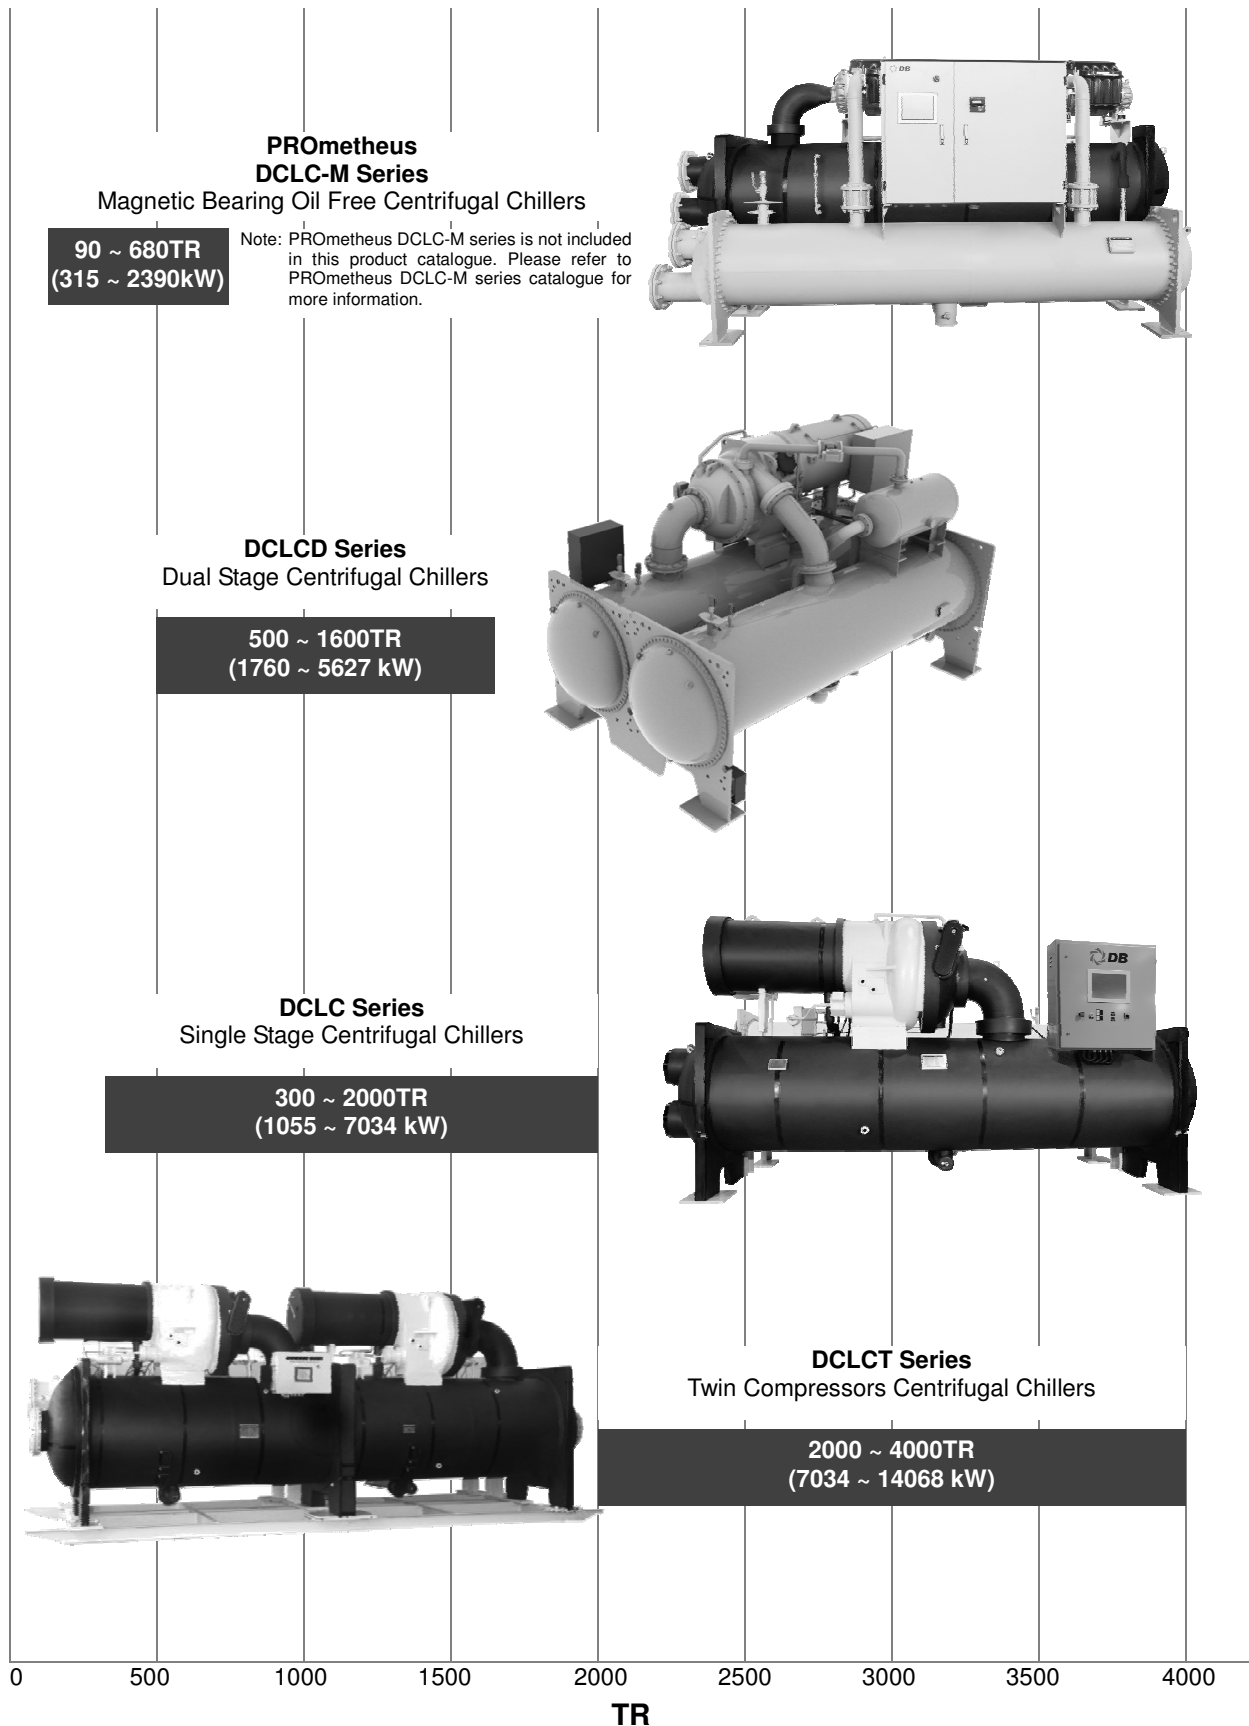 DB
PROmetheus
DCLC-M Series
Magnetic Bearing Oil Free Centrifugal Chillers
90 ~ 680TR
(315 ~ 2390kW)
Note: PROmetheus DCLC-M series is not included
in this product catalogue. Please refer to
PROmetheus DCLC-M series catalogue for
more information.
DCLCD Series
Dual Stage Centrifugal Chillers
500 ~ 1600TR
(1760 ~ 5627 kW)
DB
DCLC Series
Single Stage Centrifugal Chillers
300 ~ 2000TR
(1055 ~ 7034 kW)
DCLCT Series
Twin Compressors Centrifugal Chillers
2000 ~ 4000TR
(7034 ~ 14068 kW)
0 500 1000 1500 2000 2500 3000 3500 4000
TR